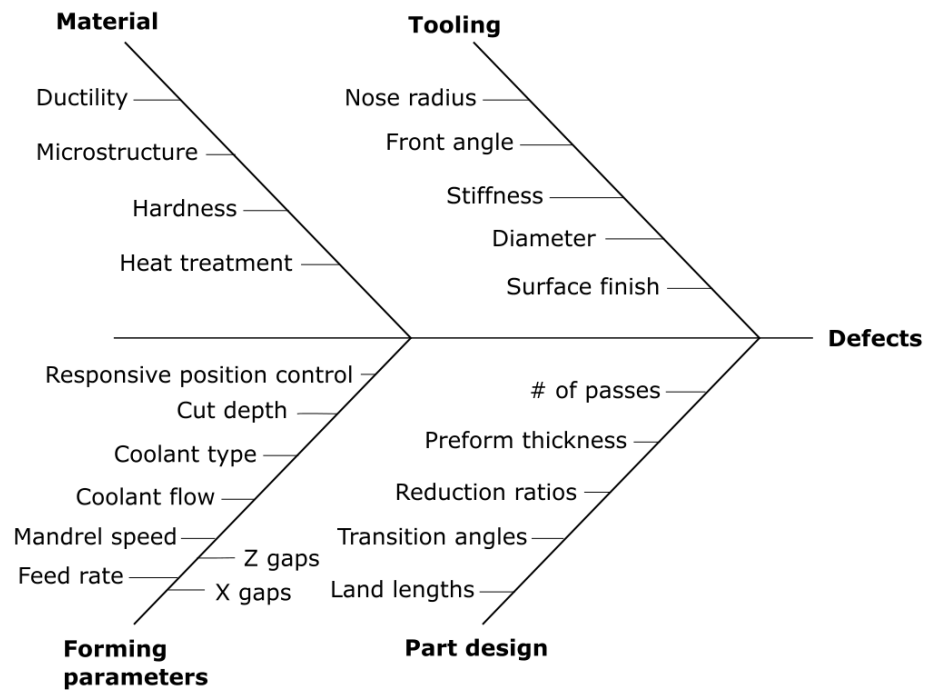 Material
Tooling
Ductility
Nose radius
Microstructure
Front angle
Hardness
Stiffness
Heat treatment
Diameter
Surface finish
Defects
Responsive position control
# of passes
Cut depth
Preform thickness
Coolant type
Reduction ratios
Coolant flow
Transition angles
Mandrel speed
Z gaps
Feed rate
X gaps
Land lengths
Forming
parameters
Part design